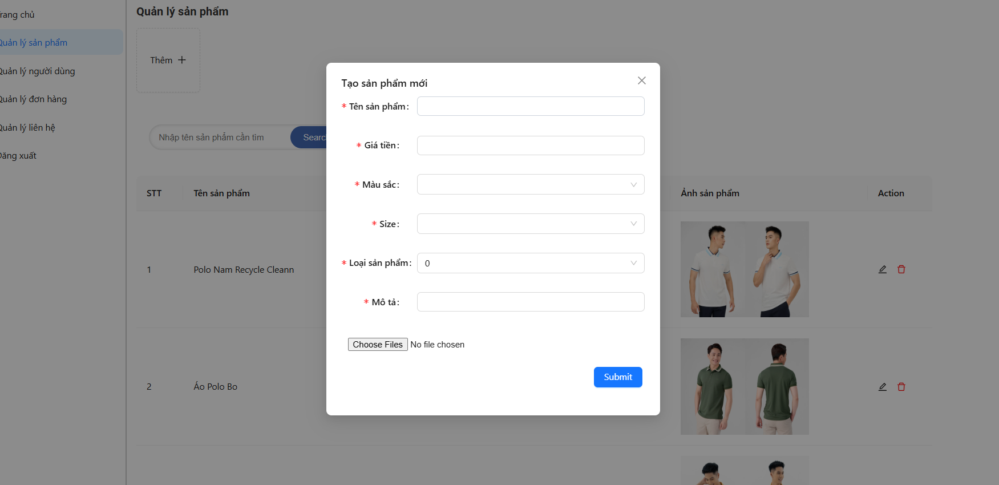 Trang chủ
Quản lý sản phẩm
Quản lý người dùng
Quản lý đơn hàng
Quản lý liên hệ
Đăng xuất
Quản lý sản phẩm
Thêm +
Nhập tên sản phẩm cần tìm
Search
STT Tên sản phẩm Ảnh sản phẩm Action
1 Polo Nam Recycle Cleann
2 Áo Polo Bo
Tạo sản phẩm mới
* Tên sản phẩm:
* Giá tiền:
* Màu sắc:
* Size:
* Loại sản phẩm: 0
* Mô tả:
Choose Files No file chosen
Submit